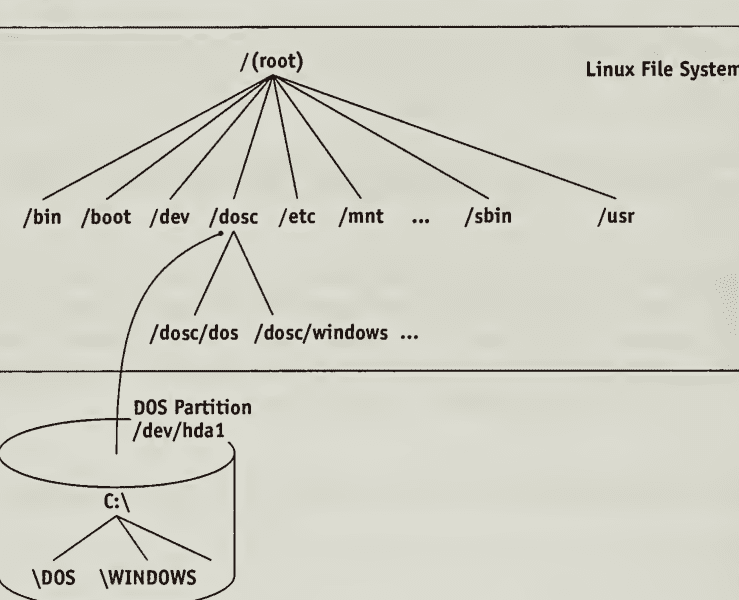 /(root)
Linux File System
/bin /boot /dev /dosc /etc /mnt ... /sbin /usr
/dosc/dos /dosc/windows ...
DOS Partition
/dev/hda1
C:\
\DOS \WINDOWS